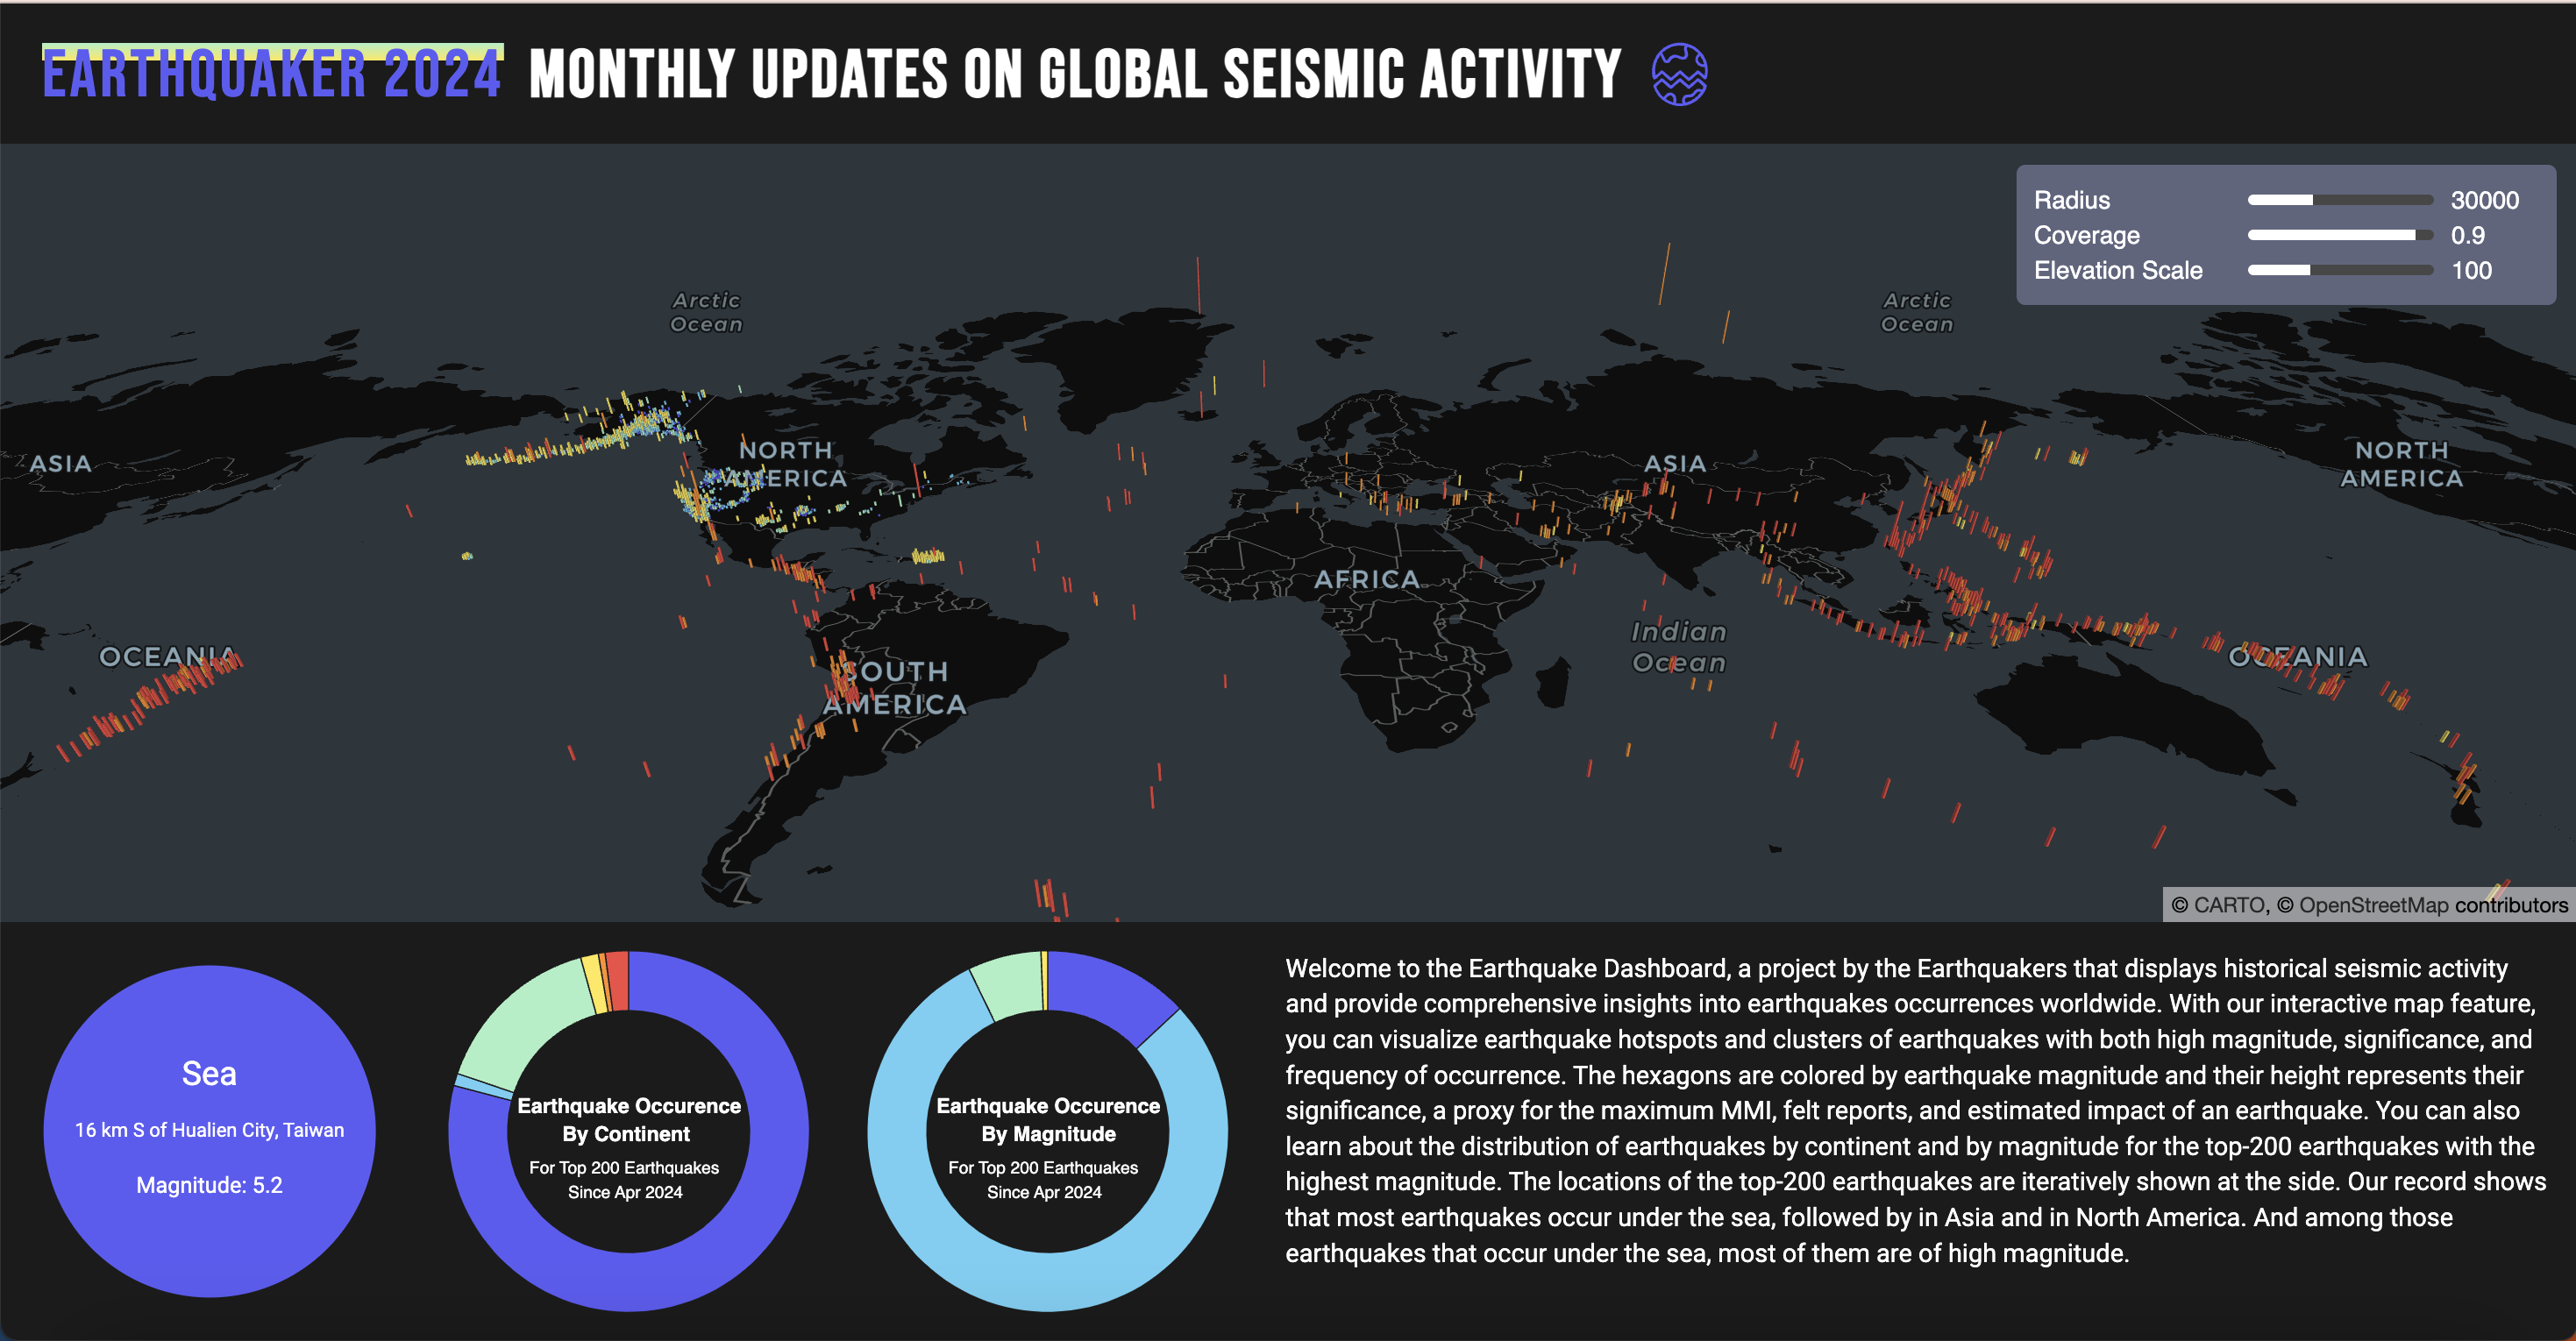 EARTHQUAKER 2024 MONTHLY UPDATES ON GLOBAL SEISMIC ACTIVITY
Radius 30000
Coverage 0.9
Elevation Scale 100
Arctic
Ocean
Arctic
Ocean
ASIA
NORTH
AMERICA
ASIA
NORTH
AMERICA
AFRICA
OCEANIA
SOUTH
AMERICA
Indian
Ocean
OCEANIA
© CARTO, © OpenStreetMap contributors
Sea
16 km S of Hualien City, Taiwan
Magnitude: 5.2
Earthquake Occurence
By Continent
For Top 200 Earthquakes
Since Apr 2024
Earthquake Occurence
By Magnitude
For Top 200 Earthquakes
Since Apr 2024
Welcome to the Earthquake Dashboard, a project by the Earthquakers that displays historical seismic activity
and provide comprehensive insights into earthquakes occurrences worldwide. With our interactive map feature,
you can visualize earthquake hotspots and clusters of earthquakes with both high magnitude, significance, and
frequency of occurrence. The hexagons are colored by earthquake magnitude and their height represents their
significance, a proxy for the maximum MMI, felt reports, and estimated impact of an earthquake. You can also
learn about the distribution of earthquakes by continent and by magnitude for the top-200 earthquakes with the
highest magnitude. The locations of the top-200 earthquakes are iteratively shown at the side. Our record shows
that most earthquakes occur under the sea, followed by in Asia and in North America. And among those
earthquakes that occur under the sea, most of them are of high magnitude.